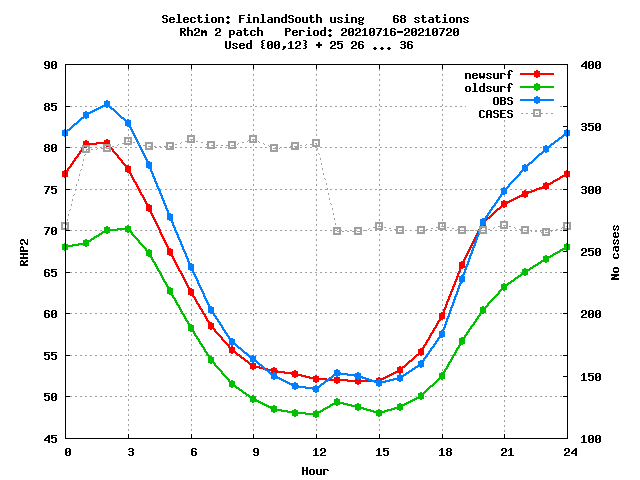 Selection: FinlandSouth using    68 stations
Rh2m 2 patch   Period: 20210716-20210720
Used {00,12} + 25 26 ... 36
90 400
newsurf
oldsurf
OBS
CASES
85
350
80
75
300
70
RHP2
No cases
65
250
60
200
55
150
50
45 100
0 3 6 9 12 15 18 21 24
Hour